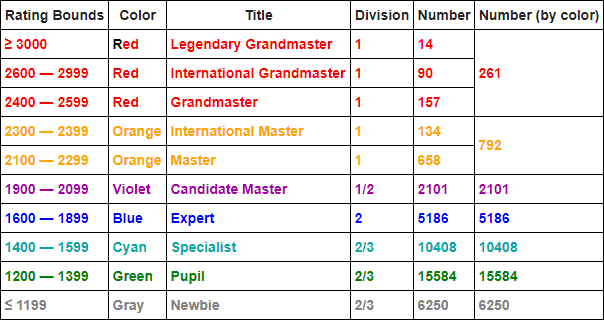 Rating Bounds Color Title Division Number Number (by color)
≥ 3000 Red Legendary Grandmaster 1 14
2600 — 2999 Red International Grandmaster 1 90 261
2400 — 2599 Red Grandmaster 1 157
2300 — 2399 Orange International Master 1 134 792
2100 — 2299 Orange Master 1 658
1900 — 2099 Violet Candidate Master 1/2 2101 2101
1600 — 1899 Blue Expert 2 5186 5186
1400 — 1599 Cyan Specialist 2/3 10408 10408
1200 — 1399 Green Pupil 2/3 15584 15584
≤ 1199 Gray Newbie 2/3 6250 6250